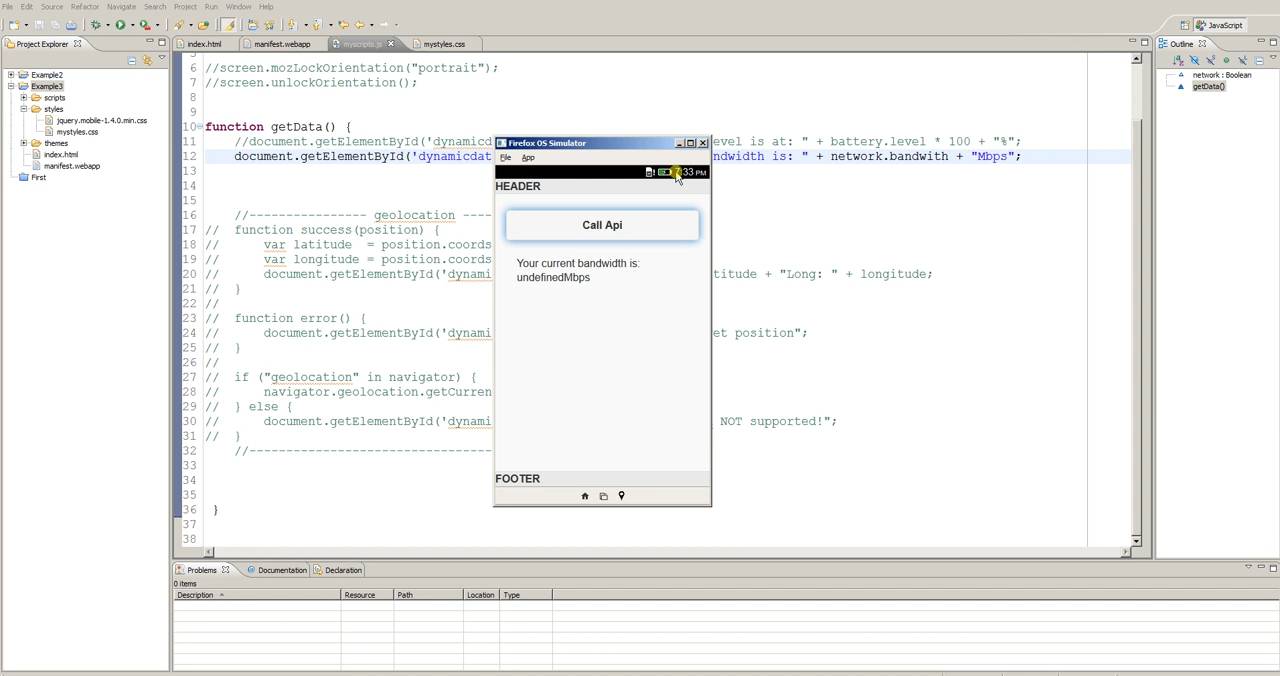 File Edit Source Refactor Navigate Search Project Run Window Help
JavaScript
Project Explorer
Example2
Example3
scripts
styles
jquery.mobile-1.4.0.min.css
mystyles.css
themes
index.html
manifest.webapp
First
index.html manifest.webapp myscripts.js mystyles.css
6 //screen.mozLockOrientation("portrait");
7 //screen.unlockOrientation();
8
9
10 function getData() {
11 //document.getElementById('dynamicd evel is at: " + battery.level * 100 + "%";
12 document.getElementById('dynamicdat ndwidth is: " + network.bandwith + "Mbps";
13
14
15
16 //---------------- geolocation ----
17 // function success(position) {
18 // var latitude = position.coords
19 // var longitude = position.coords
20 // document.getElementById('dynami titude + "Long: " + longitude;
21 // }
22 //
23 // function error() {
24 // document.getElementById('dynami et position";
25 // }
26 //
27 // if ("geolocation" in navigator) {
28 // navigator.geolocation.getCurren
29 // } else {
30 // document.getElementById('dynami NOT supported!";
31 // }
32 //---------------------------------
33
34
35
36 }
37
38
Firefox OS Simulator
File App
:33 PM
HEADER
Call Api
Your current bandwidth is:
undefinedMbps
FOOTER
Outline
network : Boolean
getData()
Problems Documentation Declaration
0 items
Description Resource Path Location Type